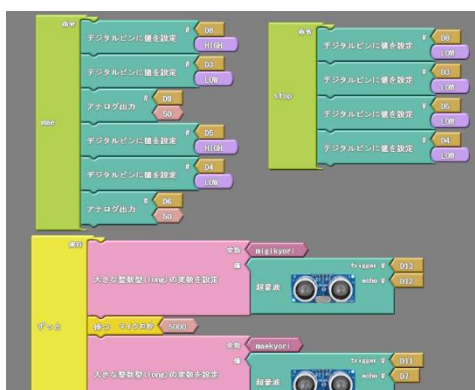 命令
mae
デジタルピンに値を設定
#
D8
HIGH
デジタルピンに値を設定
#
D3
LOW
アナログ出力
#
D9
50
デジタルピンに値を設定
#
D5
HIGH
デジタルピンに値を設定
#
D4
LOW
アナログ出力
#
D6
50
命令
stop
デジタルピンに値を設定
#
D8
LOW
デジタルピンに値を設定
#
D3
LOW
デジタルピンに値を設定
#
D5
LOW
デジタルピンに値を設定
#
D4
LOW
実行
ずっと
大きな整数型(long)の変数を設定
変数
migikyori
値
超音波
trigger #
D13
echo #
D12
待つ マイクロ秒
5000
大きな整数型(long)の変数を設定
変数
maekyori
値
超音波
trigger #
D11
echo #
D7